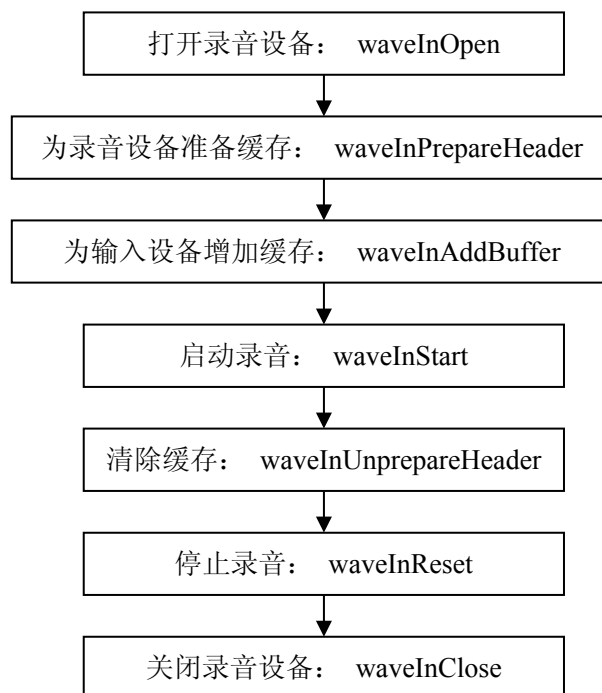 打开录音设备： waveInOpen
为录音设备准备缓存： waveInPrepareHeader
为输入设备增加缓存： waveInAddBuffer
启动录音： waveInStart
清除缓存： waveInUnprepareHeader
停止录音： waveInReset
关闭录音设备： waveInClose